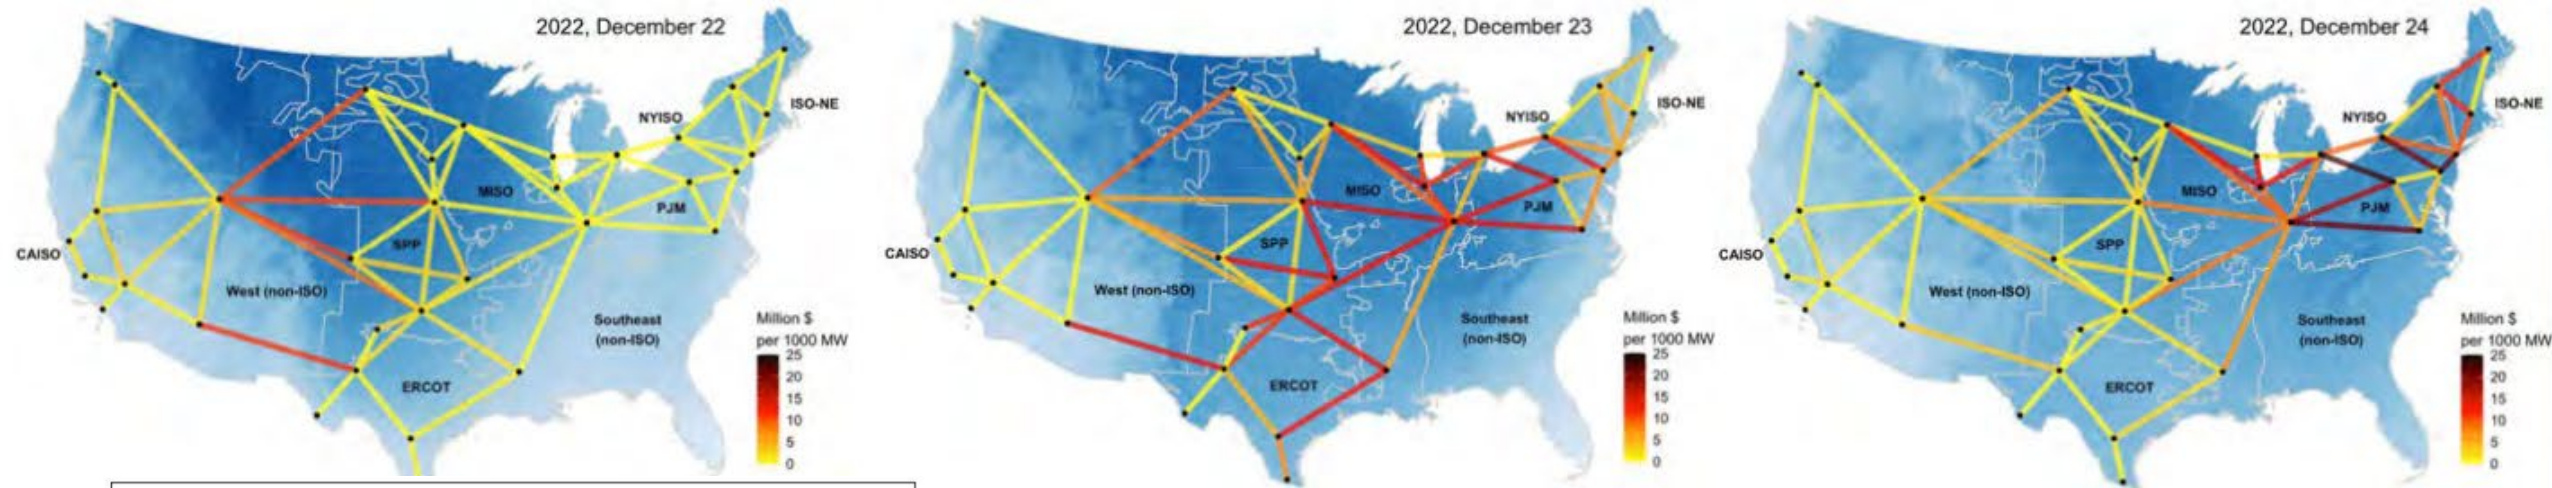 2022, December 22
NYISO
ISO-NE
MISO
PJM
SPP
CAISO
West (non-ISO)
Southeast
(non-ISO)
ERCOT
Million $
per 1000 MW
25
20
15
10
5
0
2022, December 23
NYISO
ISO-NE
MISO
PJM
SPP
CAISO
West (non-ISO)
Southeast
(non-ISO)
ERCOT
Million $
per 1000 MW
25
20
15
10
5
0
2022, December 24
NYISO
ISO-NE
MISO
PJM
SPP
CAISO
West (non-ISO)
Southeast
(non-ISO)
ERCOT
Million $
per 1000 MW
25
20
15
10
5
0